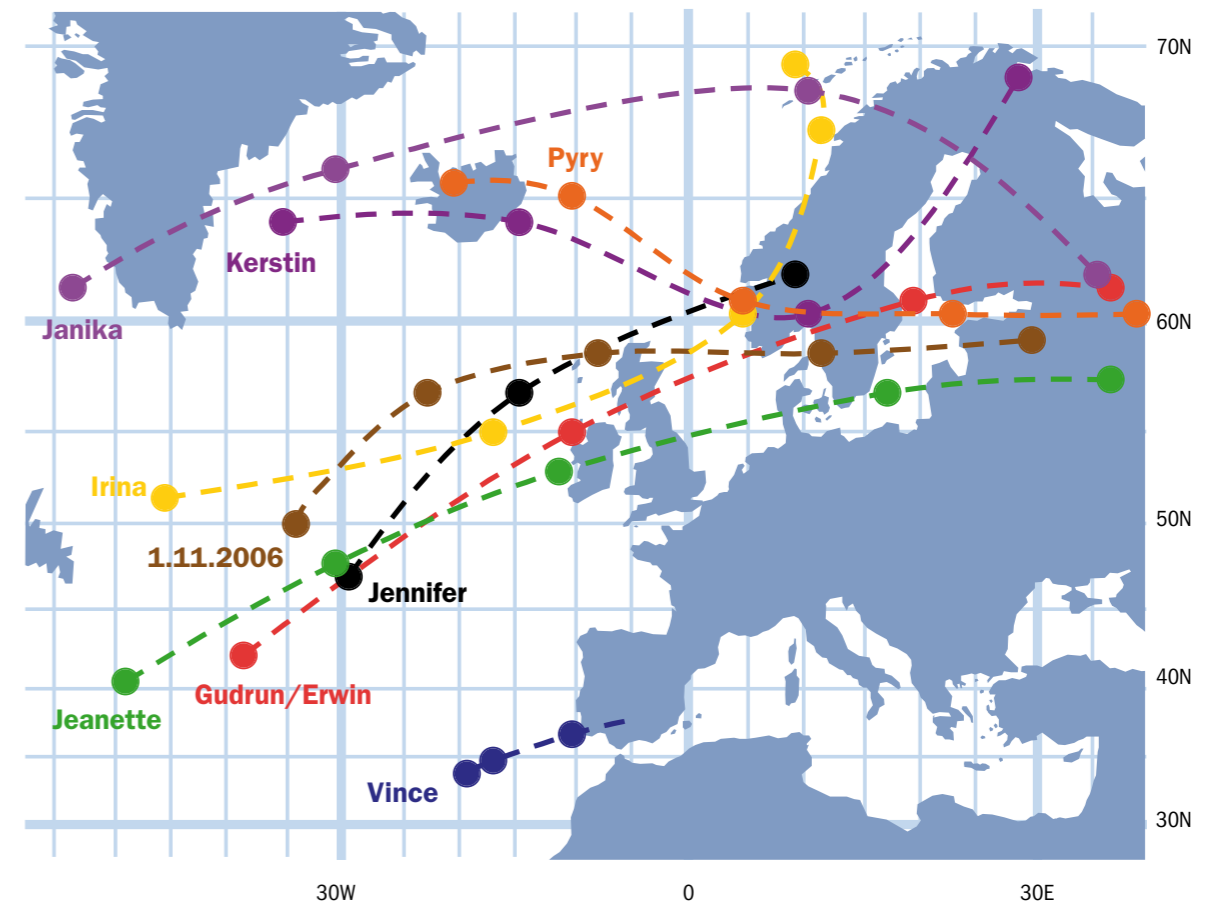 70N
Pyry
Kerstin
Janika
60N
Irina
50N
1.11.2006
Jennifer
40N
Gudrun/Erwin
Jeanette
Vince
30N
30W
0
30E